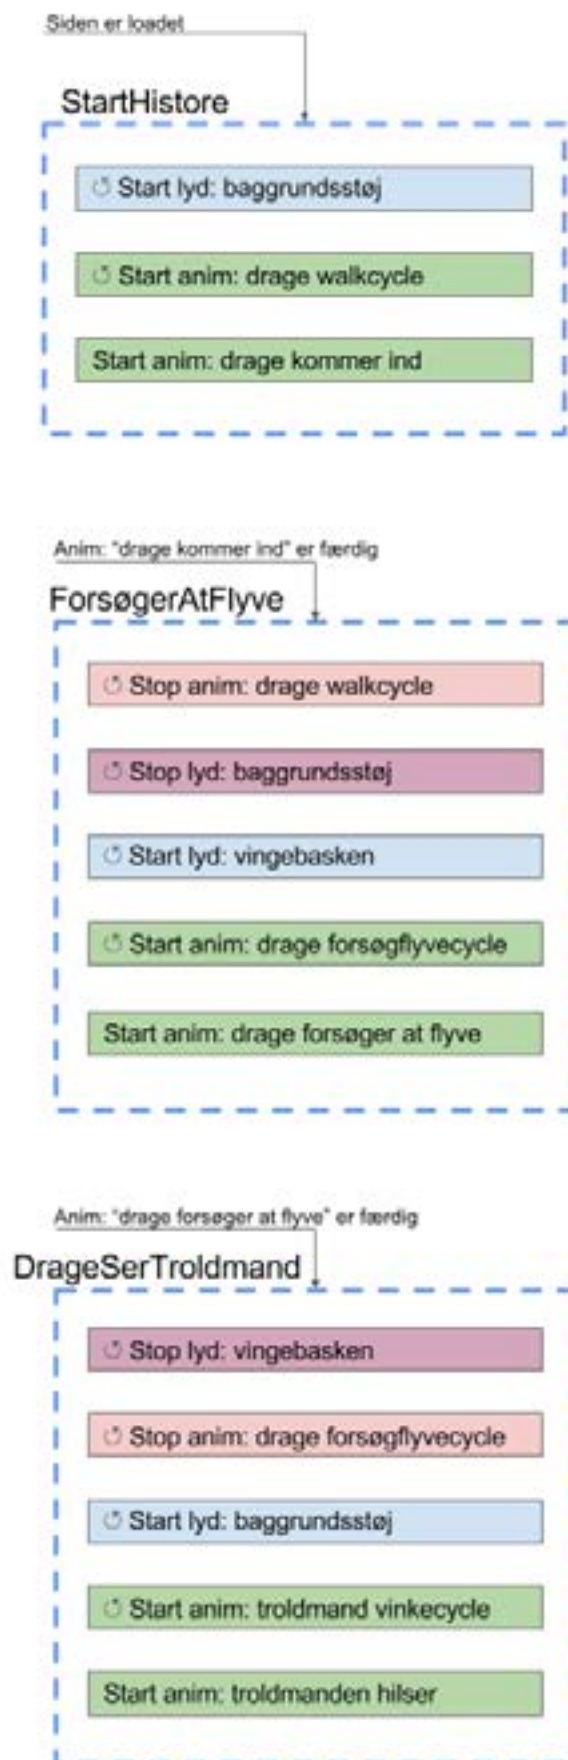 Siden er loadet
StartHistore
Start lyd: baggrundsstøj
Start anim: drage walkcycle
Start anim: drage kommer ind
Anim: "drage kommer ind" er færdig
ForsøgerAtFlyve
Stop anim: drage walkcycle
Stop lyd: baggrundsstøj
Start lyd: vingebasken
Start anim: drage forsøgflyvecycle
Start anim: drage forsøger at flyve
Anim: "drage forsøger at flyve" er færdig
DrageSerTroldmand
Stop lyd: vingebasken
Stop anim: drage forsøgflyvecycle
Start lyd: baggrundsstøj
Start anim: troldmand vinkecycle
Start anim: troldmanden hilser